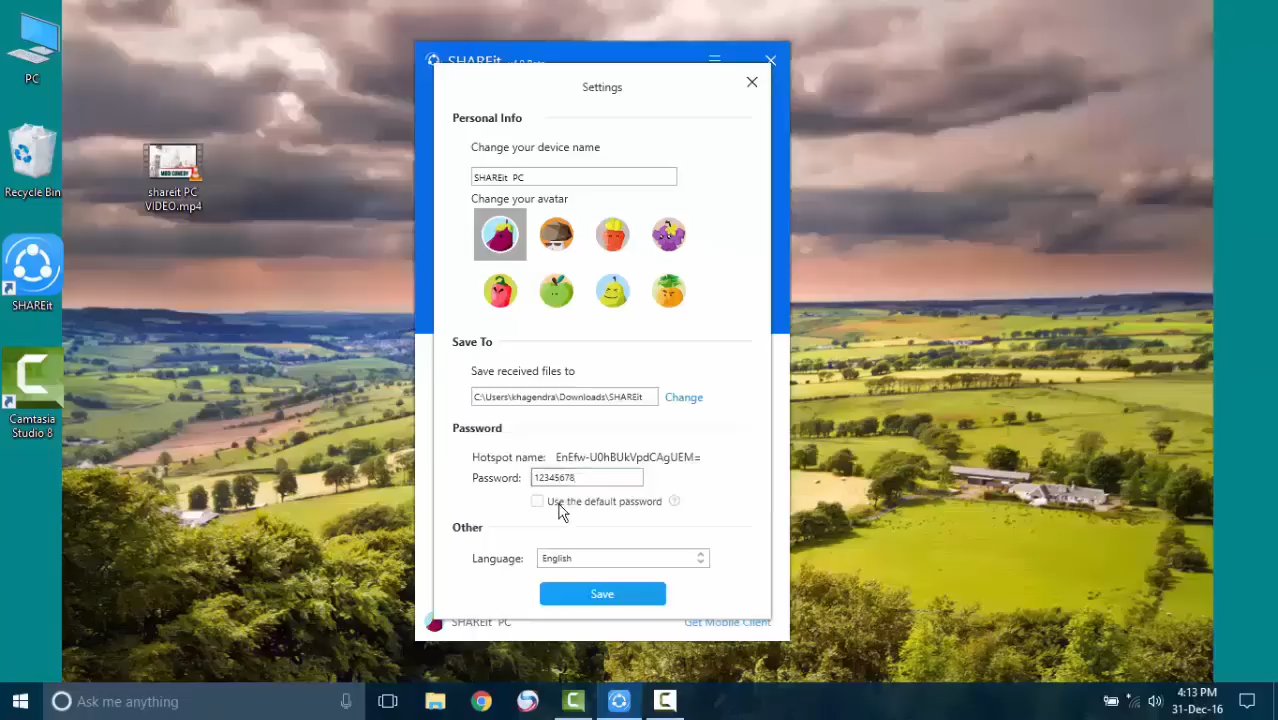 PC
Recycle Bin
SHAREit
Camtasia
Studio 8
shareit PC
VIDEO.mp4
SHAREit
Settings
Personal Info
Change your device name
SHAREit PC
Change your avatar
Save To
Save received files to
C:\Users\khagendra\Downloads\SHAREit
Change
Password
Hotspot name: EnEfw-U0hBUkVpdCAgUEM=
Password: 12345678
Use the default password ?
Other
Language: English
Save
SHAREit PC
Get Mobile Client
Ask me anything
4:13 PM
31-Dec-16